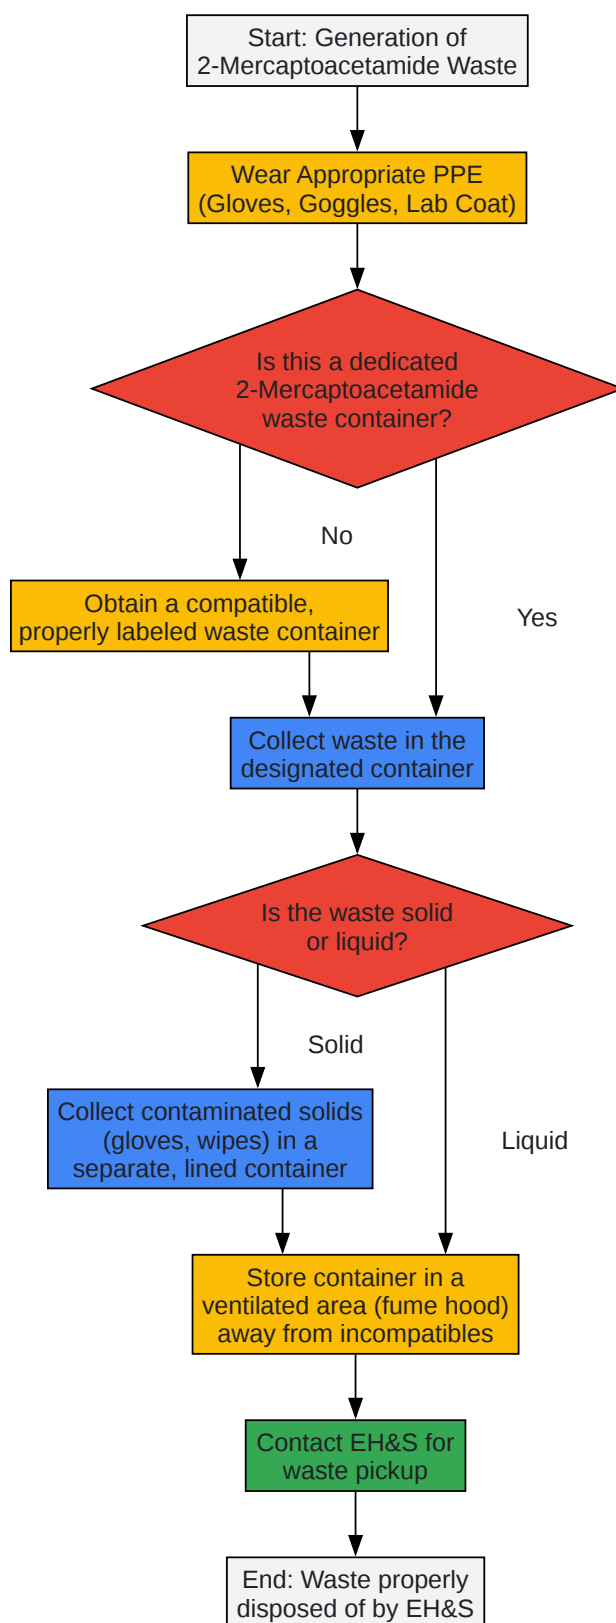 Start: Generation of
2-Mercaptoacetamide Waste
Wear Appropriate PPE
(Gloves, Goggles, Lab Coat)
Is this a dedicated
2-Mercaptoacetamide
waste container?
No
Obtain a compatible,
properly labeled waste container
Yes
Collect waste in the
designated container
Is the waste solid
or liquid?
Solid
Collect contaminated solids
(gloves, wipes) in a
separate, lined container
Liquid
Store container in a
ventilated area (fume hood)
away from incompatibles
Contact EH&S for
waste pickup
End: Waste properly
disposed of by EH&S